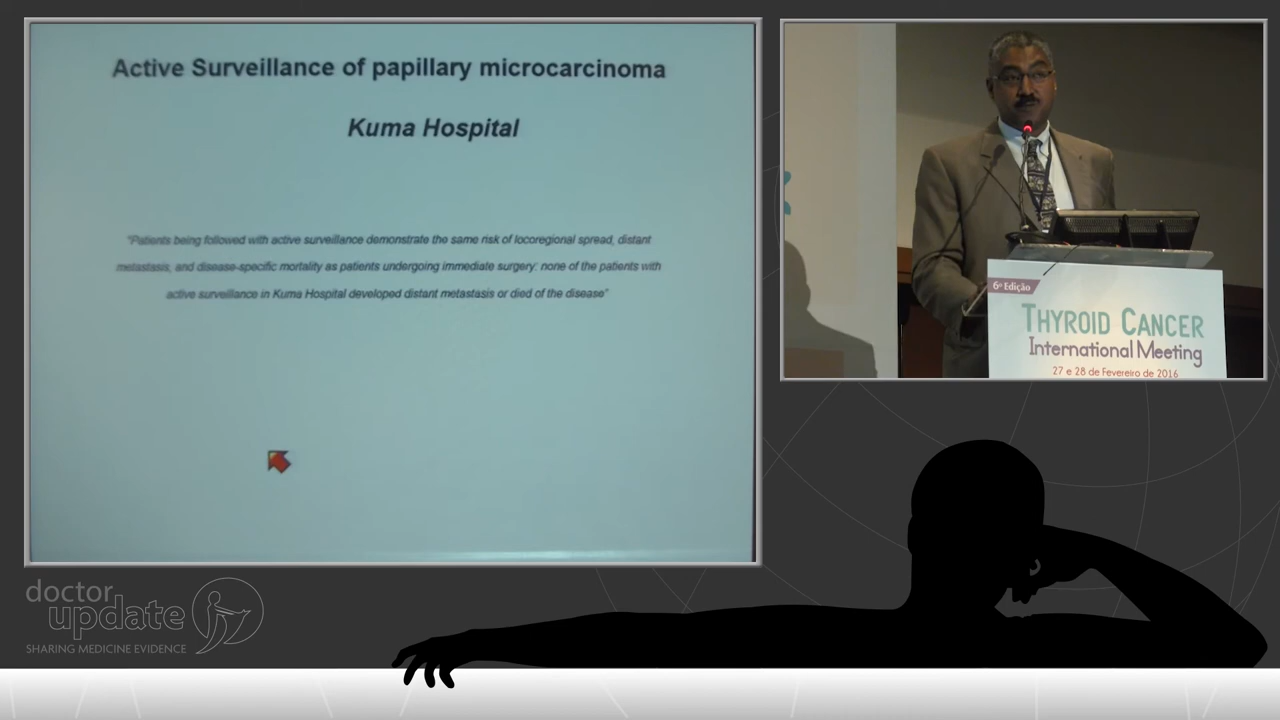 Active Surveillance of papillary microcarcinoma
Kuma Hospital
"Patients being followed with active surveillance demonstrate the same risk of locoregional spread, distant
metastasis, and disease-specific mortality as patients undergoing immediate surgery: none of the patients with
active surveillance in Kuma Hospital developed distant metastasis or died of the disease"
6ª Edição
THYROID CANCER
International Meeting
27 e 28 de Fevereiro de 2016
doctor
update
SHARING MEDICINE EVIDENCE